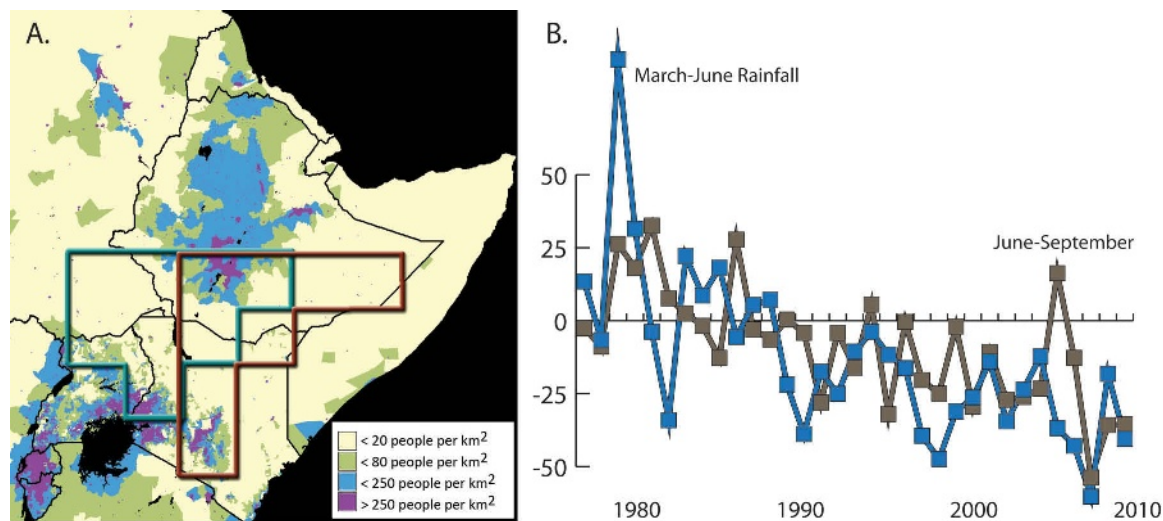 A.
< 20 people per km2
< 80 people per km2
< 250 people per km2
> 250 people per km2
B.
March-June Rainfall
June-September
50
25
0
-25
-50
1980
1990
2000
2010